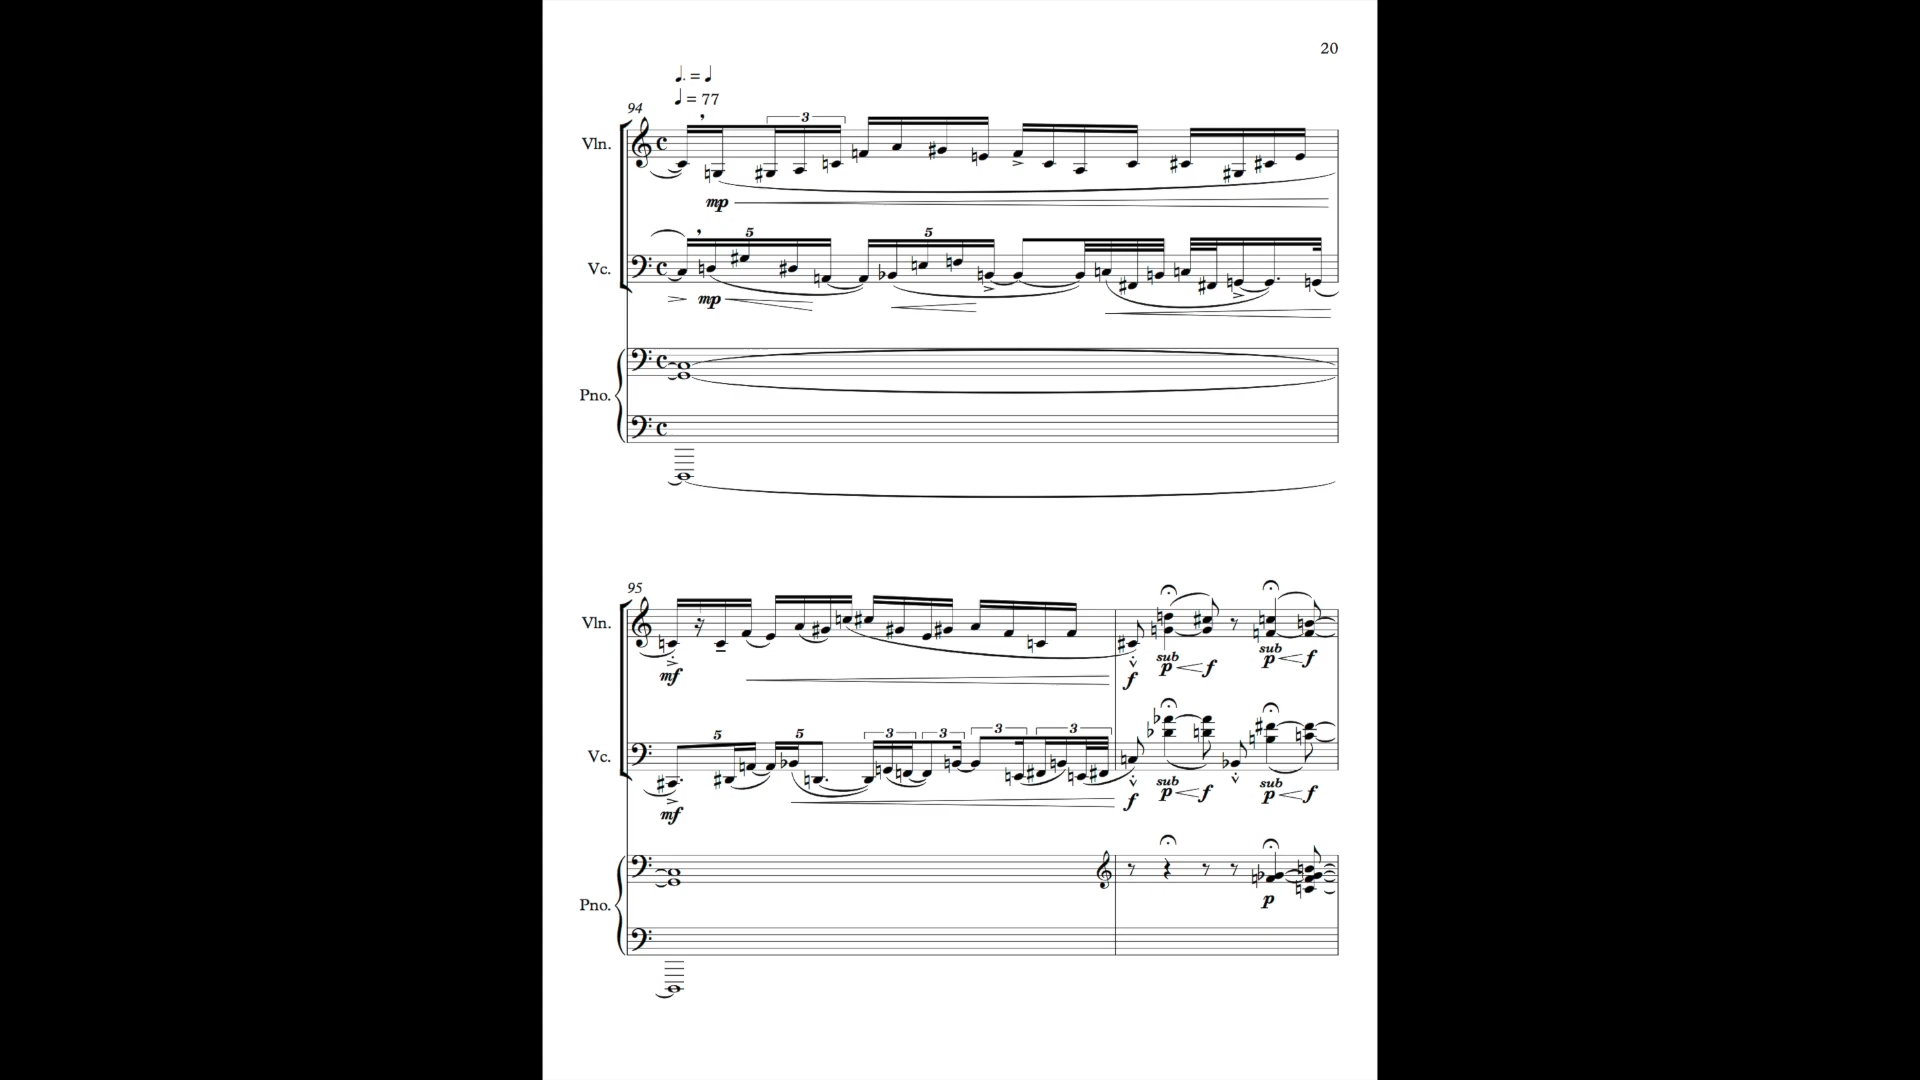 20
♩. = ♩
♩ = 77
94
3
Vln.
mp
5 5
Vc.
mp
Pno.
95
Vln.
sub sub
mf f p f p f
5 5 3 3 3 3
Vc.
sub sub
mf f p f p f
Pno.
p